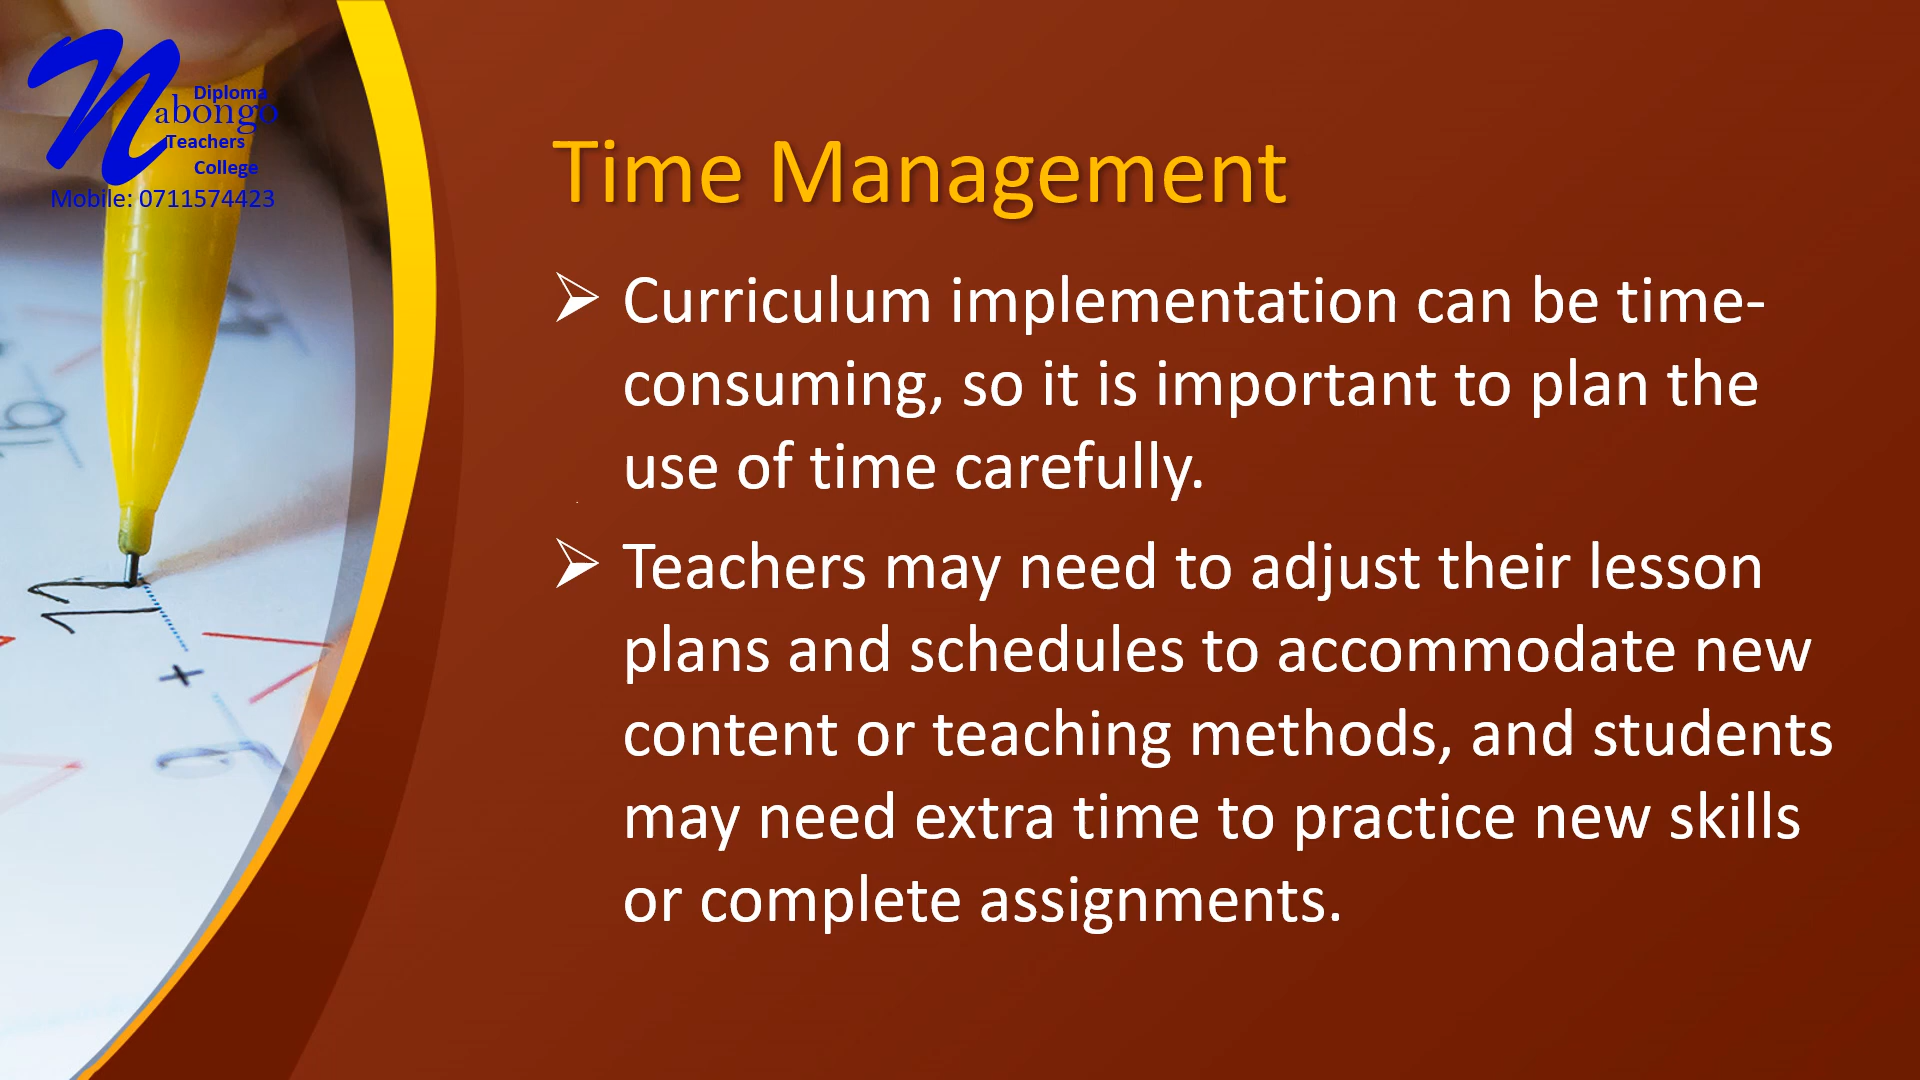 Diploma
Nabongo
Teachers
College
Mobile: 0711574423
Time Management
Curriculum implementation can be time-
consuming, so it is important to plan the
use of time carefully.
Teachers may need to adjust their lesson
plans and schedules to accommodate new
content or teaching methods, and students
may need extra time to practice new skills
or complete assignments.